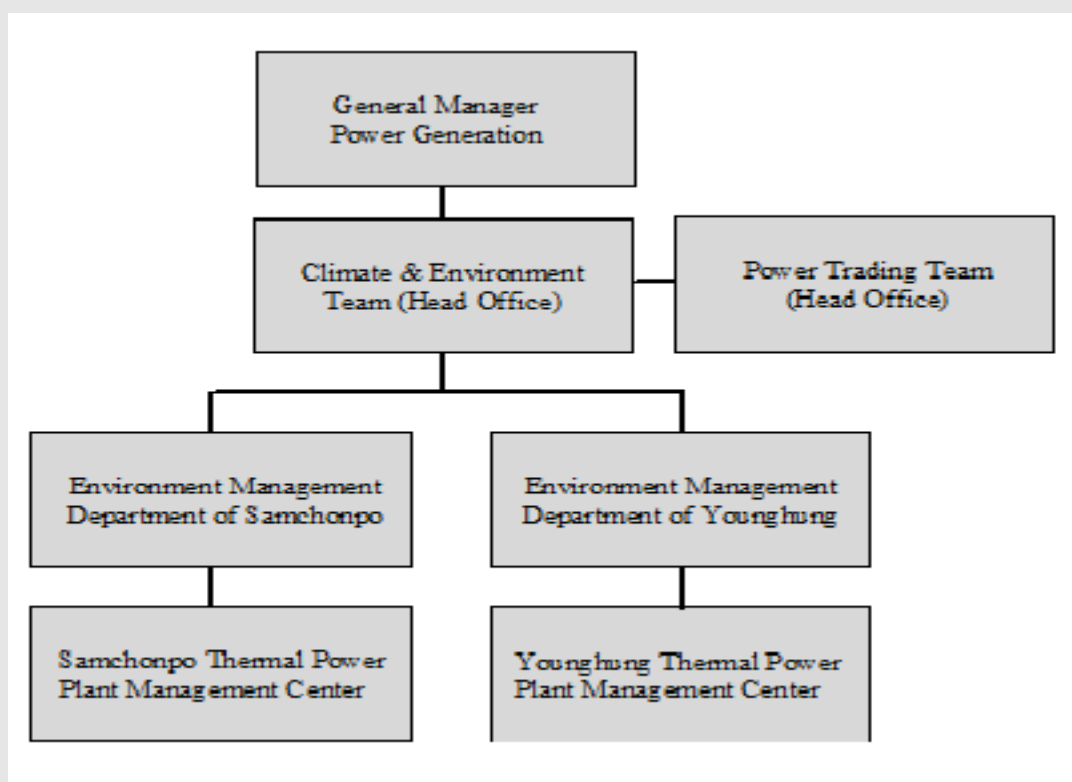 General Manager
Power Generation
Climate & Environment
Team (Head Office)
Power Trading Team
(Head Office)
Environment Management
Department of Samchonpo
Environment Management
Department of Younghung
Samchonpo Thermal Power
Plant Management Center
Younghung Thermal Power
Plant Management Center